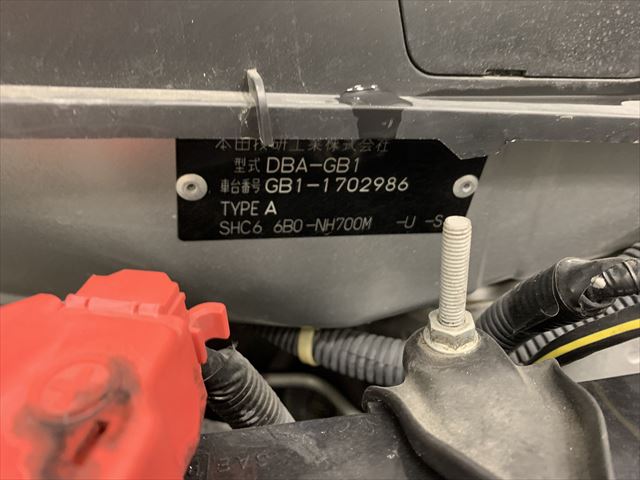 本田技研工業株式会社
型式 DBA-GB1
車台番号 GB1-1702986
TYPE A
SHC6 6B0-NH700M -U -S